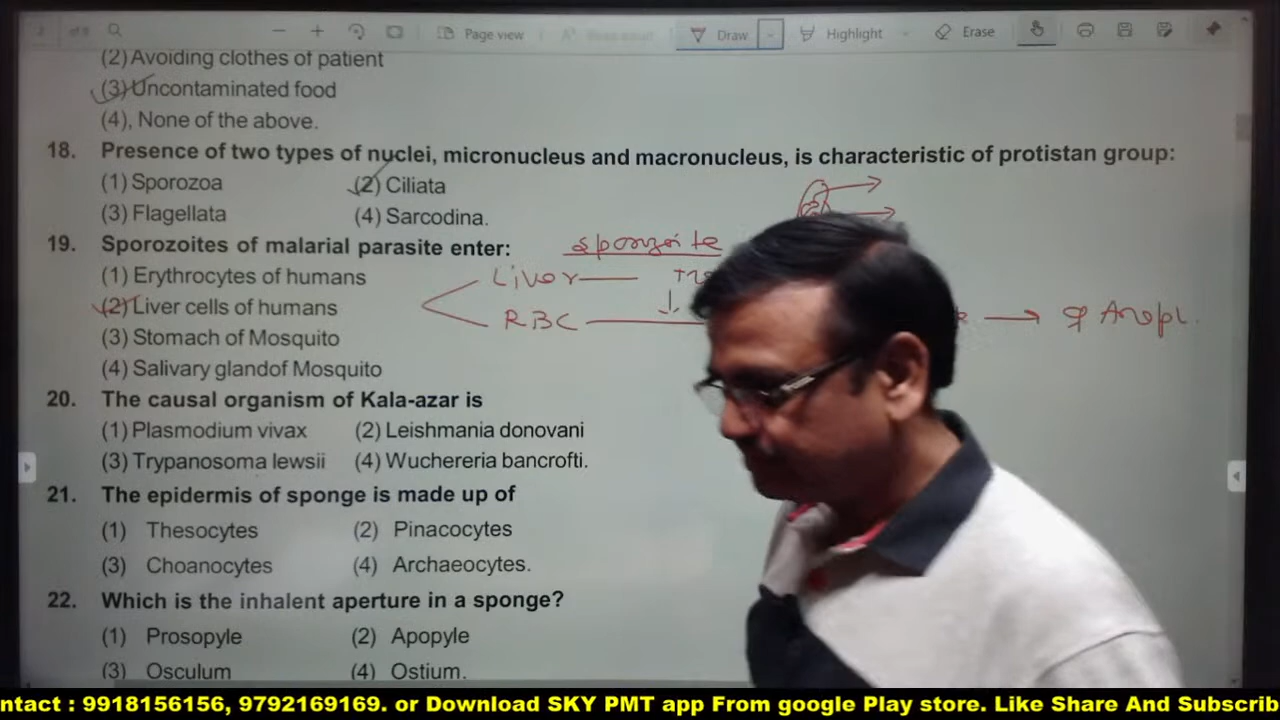 Page view
Draw
Highlight
Erase
(2) Avoiding clothes of patient
(3) Uncontaminated food
(4), None of the above.
18. Presence of two types of nuclei, micronucleus and macronucleus, is characteristic of protistan group:
(1) Sporozoa (2) Ciliata
(3) Flagellata (4) Sarcodina.
19. Sporozoites of malarial parasite enter: sporozoite
(1) Erythrocytes of humans Liver
(2) Liver cells of humans RBC
(3) Stomach of Mosquito
(4) Salivary glandof Mosquito
20. The causal organism of Kala-azar is
(1) Plasmodium vivax (2) Leishmania donovani
(3) Trypanosoma lewsii (4) Wuchereria bancrofti.
21. The epidermis of sponge is made up of
(1) Thesocytes (2) Pinacocytes
(3) Choanocytes (4) Archaeocytes.
22. Which is the inhalent aperture in a sponge?
(1) Prosopyle (2) Apopyle
(3) Osculum (4) Ostium.
ntact : 9918156156, 9792169169. or Download SKY PMT app From google Play store. Like Share And Subscrib